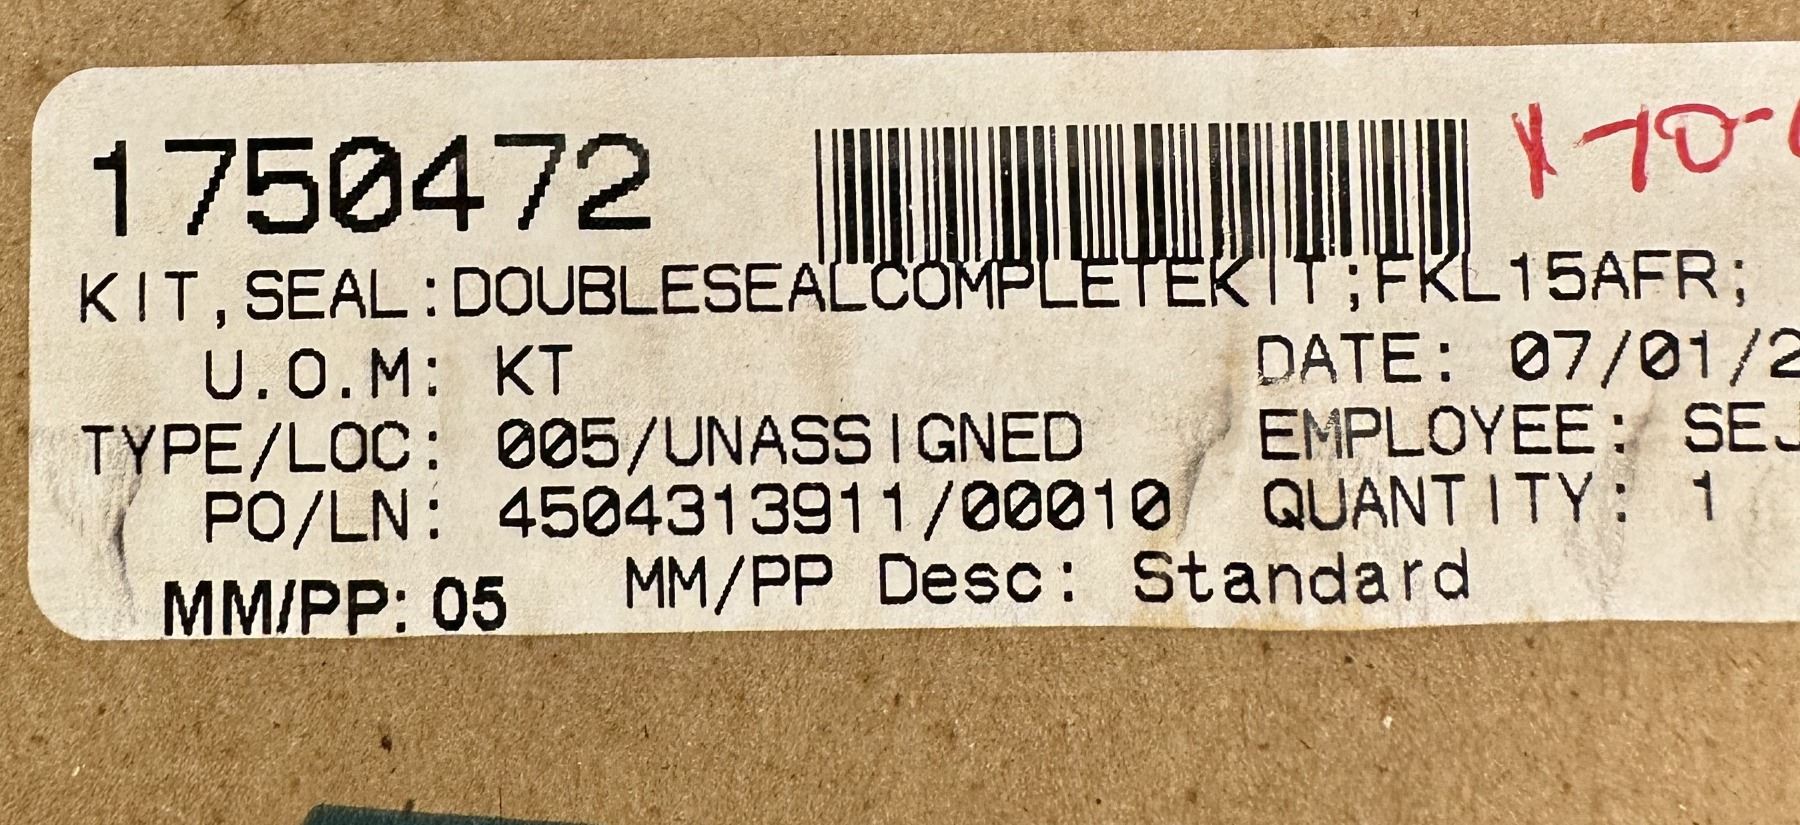 1750472
KIT,SEAL:DOUBLESEALCOMPLETEKIT;FKL15AFR;
U.O.M: KT
DATE: 07/01/2
TYPE/LOC: 005/UNASSIGNED
EMPLOYEE: SEJ
PO/LN: 4504313911/00010
QUANTITY: 1
MM/PP: 05
MM/PP Desc: Standard